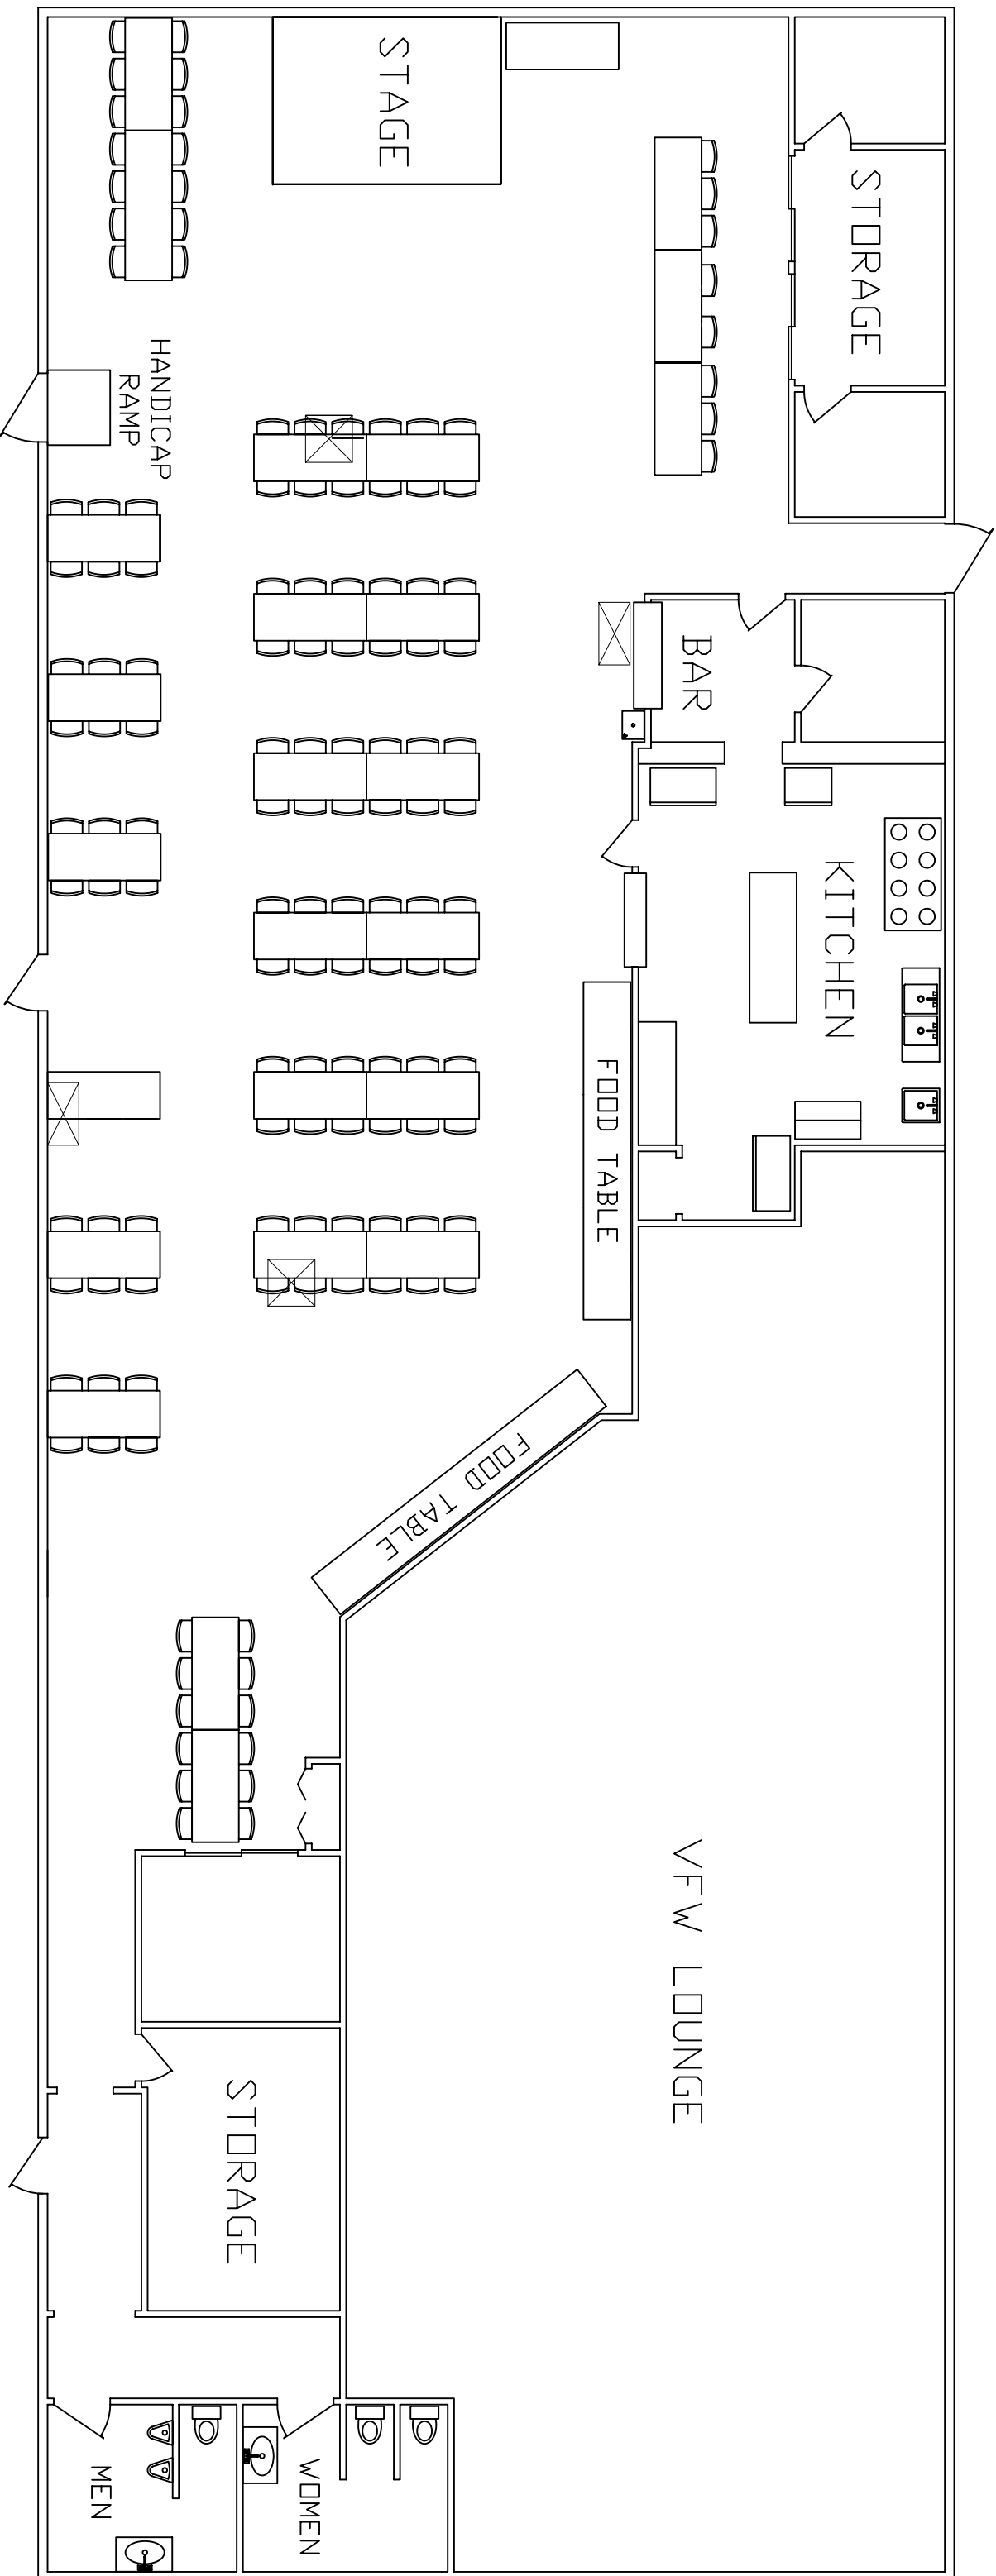 STAGE
STORAGE
HANDICAP
RAMP
BAR
KITCHEN
FOOD TABLE
FOOD TABLE
VFW LOUNGE
STORAGE
MEN
WOMEN